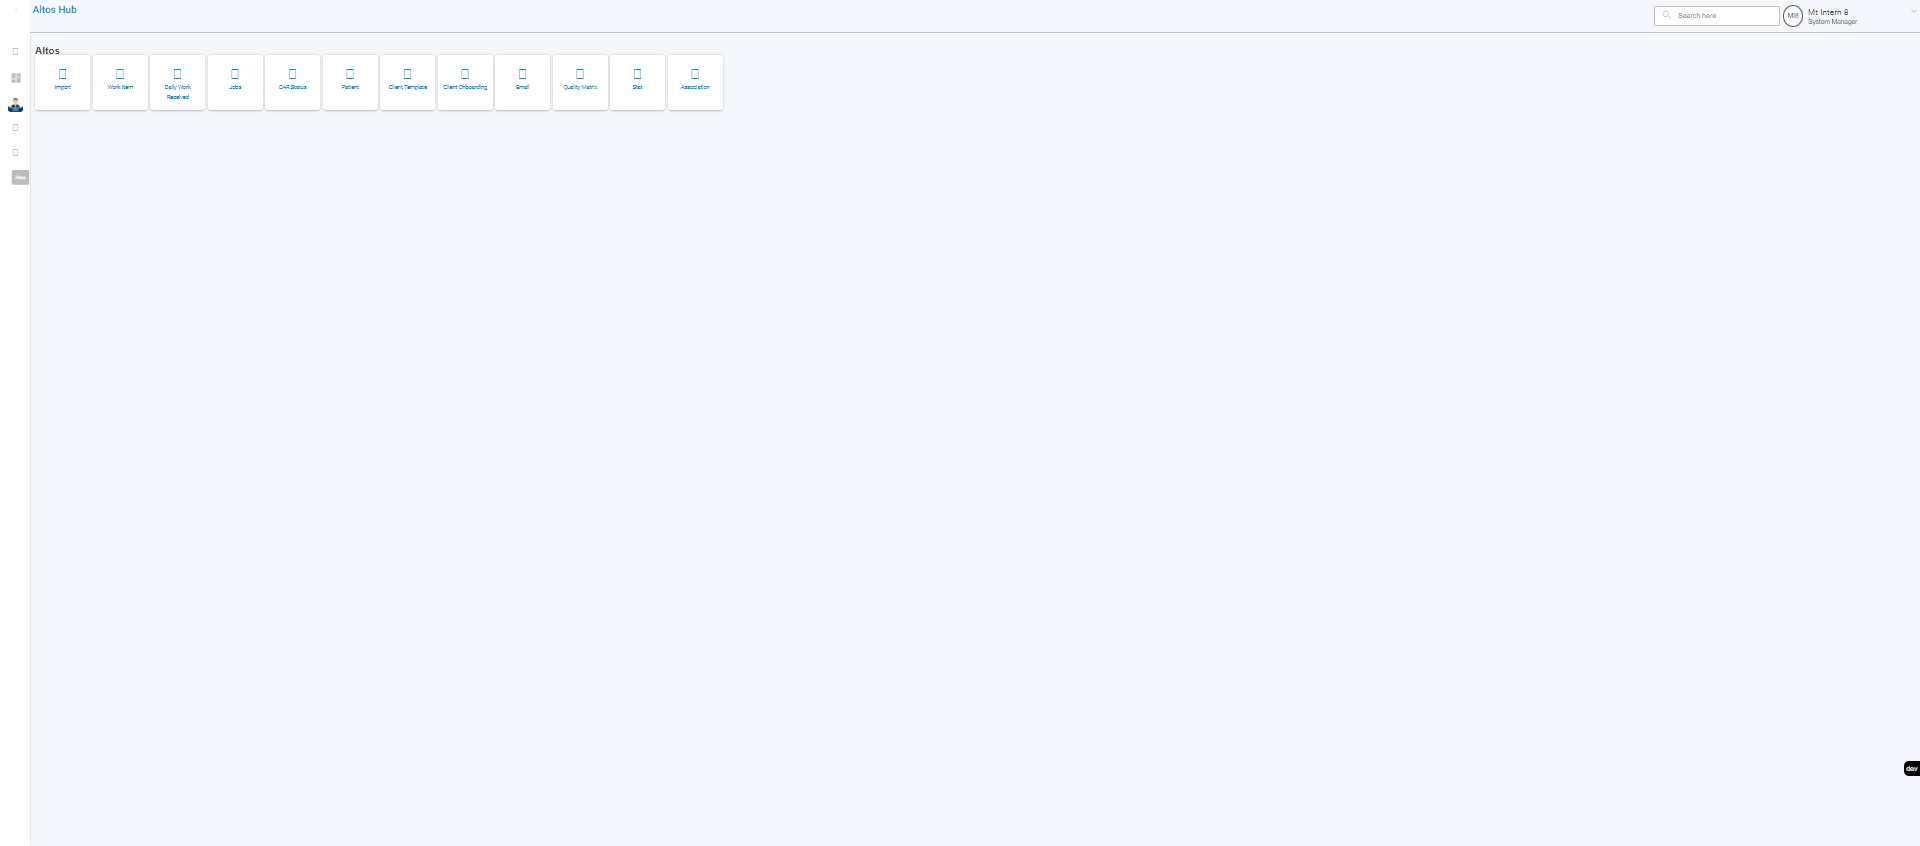 Altos Hub
Search here
MI8
Mt Intern 8
System Manager
Altos
Import
Work Item
Daily Work
Received
Jobs
DAR Status
Patient
Client Template
Client Onboarding
Email
Quality Matrix
Stat
Association
Altos
dev